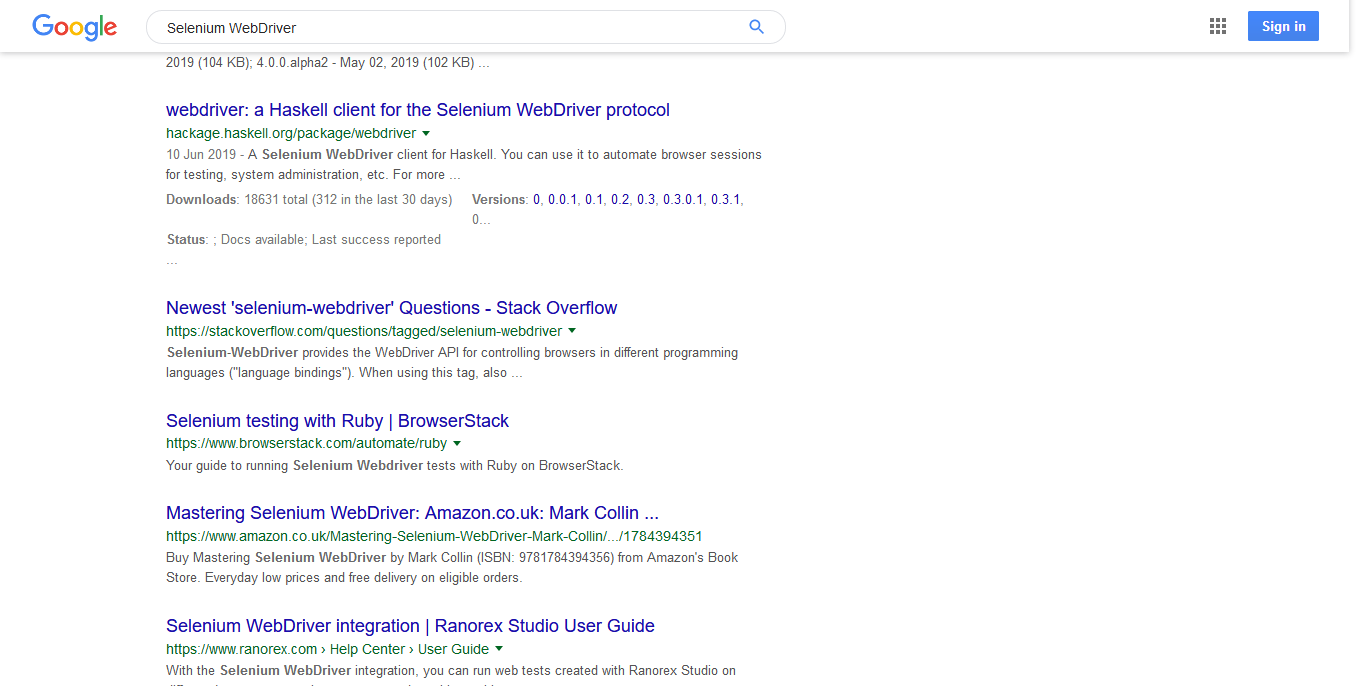 Google
Selenium WebDriver
Sign in
2019 (104 KB); 4.0.0.alpha2 - May 02, 2019 (102 KB) ...
webdriver: a Haskell client for the Selenium WebDriver protocol
hackage.haskell.org/package/webdriver
10 Jun 2019 - A Selenium WebDriver client for Haskell. You can use it to automate browser sessions
for testing, system administration, etc. For more ...
Downloads: 18631 total (312 in the last 30 days)
Versions: 0, 0.0.1, 0.1, 0.2, 0.3, 0.3.0.1, 0.3.1,
0...
Status: ; Docs available; Last success reported
...
Newest 'selenium-webdriver' Questions - Stack Overflow
https://stackoverflow.com/questions/tagged/selenium-webdriver
Selenium-WebDriver provides the WebDriver API for controlling browsers in different programming
languages ("language bindings"). When using this tag, also ...
Selenium testing with Ruby | BrowserStack
https://www.browserstack.com/automate/ruby
Your guide to running Selenium Webdriver tests with Ruby on BrowserStack.
Mastering Selenium WebDriver: Amazon.co.uk: Mark Collin ...
https://www.amazon.co.uk/Mastering-Selenium-WebDriver-Mark-Collin/.../1784394351
Buy Mastering Selenium WebDriver by Mark Collin (ISBN: 9781784394356) from Amazon's Book
Store. Everyday low prices and free delivery on eligible orders.
Selenium WebDriver integration | Ranorex Studio User Guide
https://www.ranorex.com › Help Center › User Guide
With the Selenium WebDriver integration, you can run web tests created with Ranorex Studio on